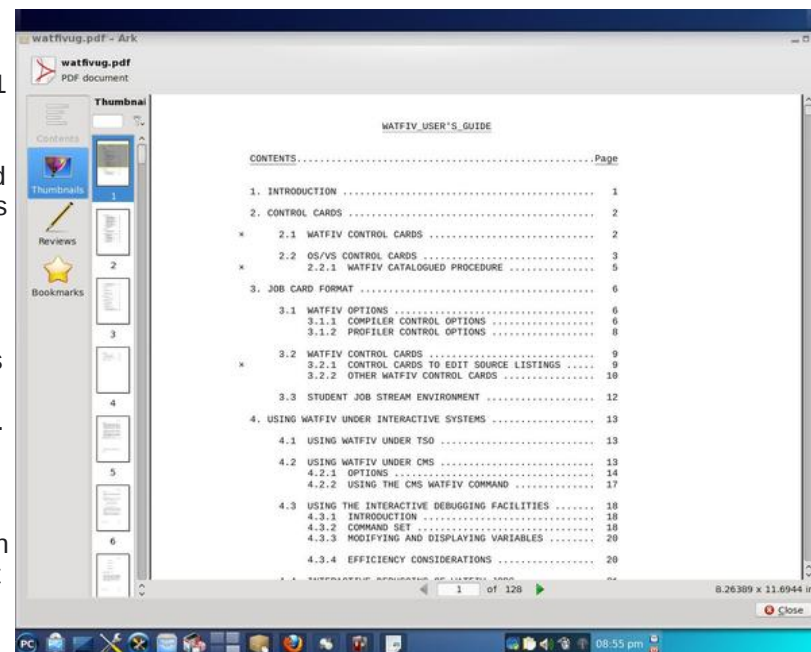 watfivug.pdf - Ark
watfivug.pdf
PDF document
Contents
Thumbnails
Reviews
Bookmarks
Thumbnai
1
2
3
4
5
6
WATFIV_USER'S_GUIDE
CONTENTS......................................................Page
1. INTRODUCTION ........................................ 1
2. CONTROL CARDS ....................................... 2
× 2.1 WATFIV CONTROL CARDS .......................... 2
2.2 OS/VS CONTROL CARDS ........................... 3
× 2.2.1 WATFIV CATALOGUED PROCEDURE ............... 5
3. JOB CARD FORMAT ..................................... 6
3.1 WATFIV OPTIONS ................................ 6
3.1.1 COMPILER CONTROL OPTIONS .................. 6
3.1.2 PROFILER CONTROL OPTIONS .................. 8
3.2 WATFIV CONTROL CARDS .......................... 9
× 3.2.1 CONTROL CARDS TO EDIT SOURCE LISTINGS ..... 9
3.2.2 OTHER WATFIV CONTROL CARDS ................ 10
3.3 STUDENT JOB STREAM ENVIRONMENT ................ 12
4. USING WATFIV UNDER INTERACTIVE SYSTEMS .............. 13
4.1 USING WATFIV UNDER TSO ........................ 13
4.2 USING WATFIV UNDER CMS ........................ 13
4.2.1 OPTIONS ................................... 14
4.2.2 USING THE CMS WATFIV COMMAND .............. 17
4.3 USING THE INTERACTIVE DEBUGGING FACILITIES ....... 18
4.3.1 INTRODUCTION .............................. 18
4.3.2 COMMAND SET ............................... 18
4.3.3 MODIFYING AND DISPLAYING VARIABLES ........ 20
4.3.4 EFFICIENCY CONSIDERATIONS ................. 20
1 of 128
8.26389 x 11.6944 in
Close
PC
08:55 pm